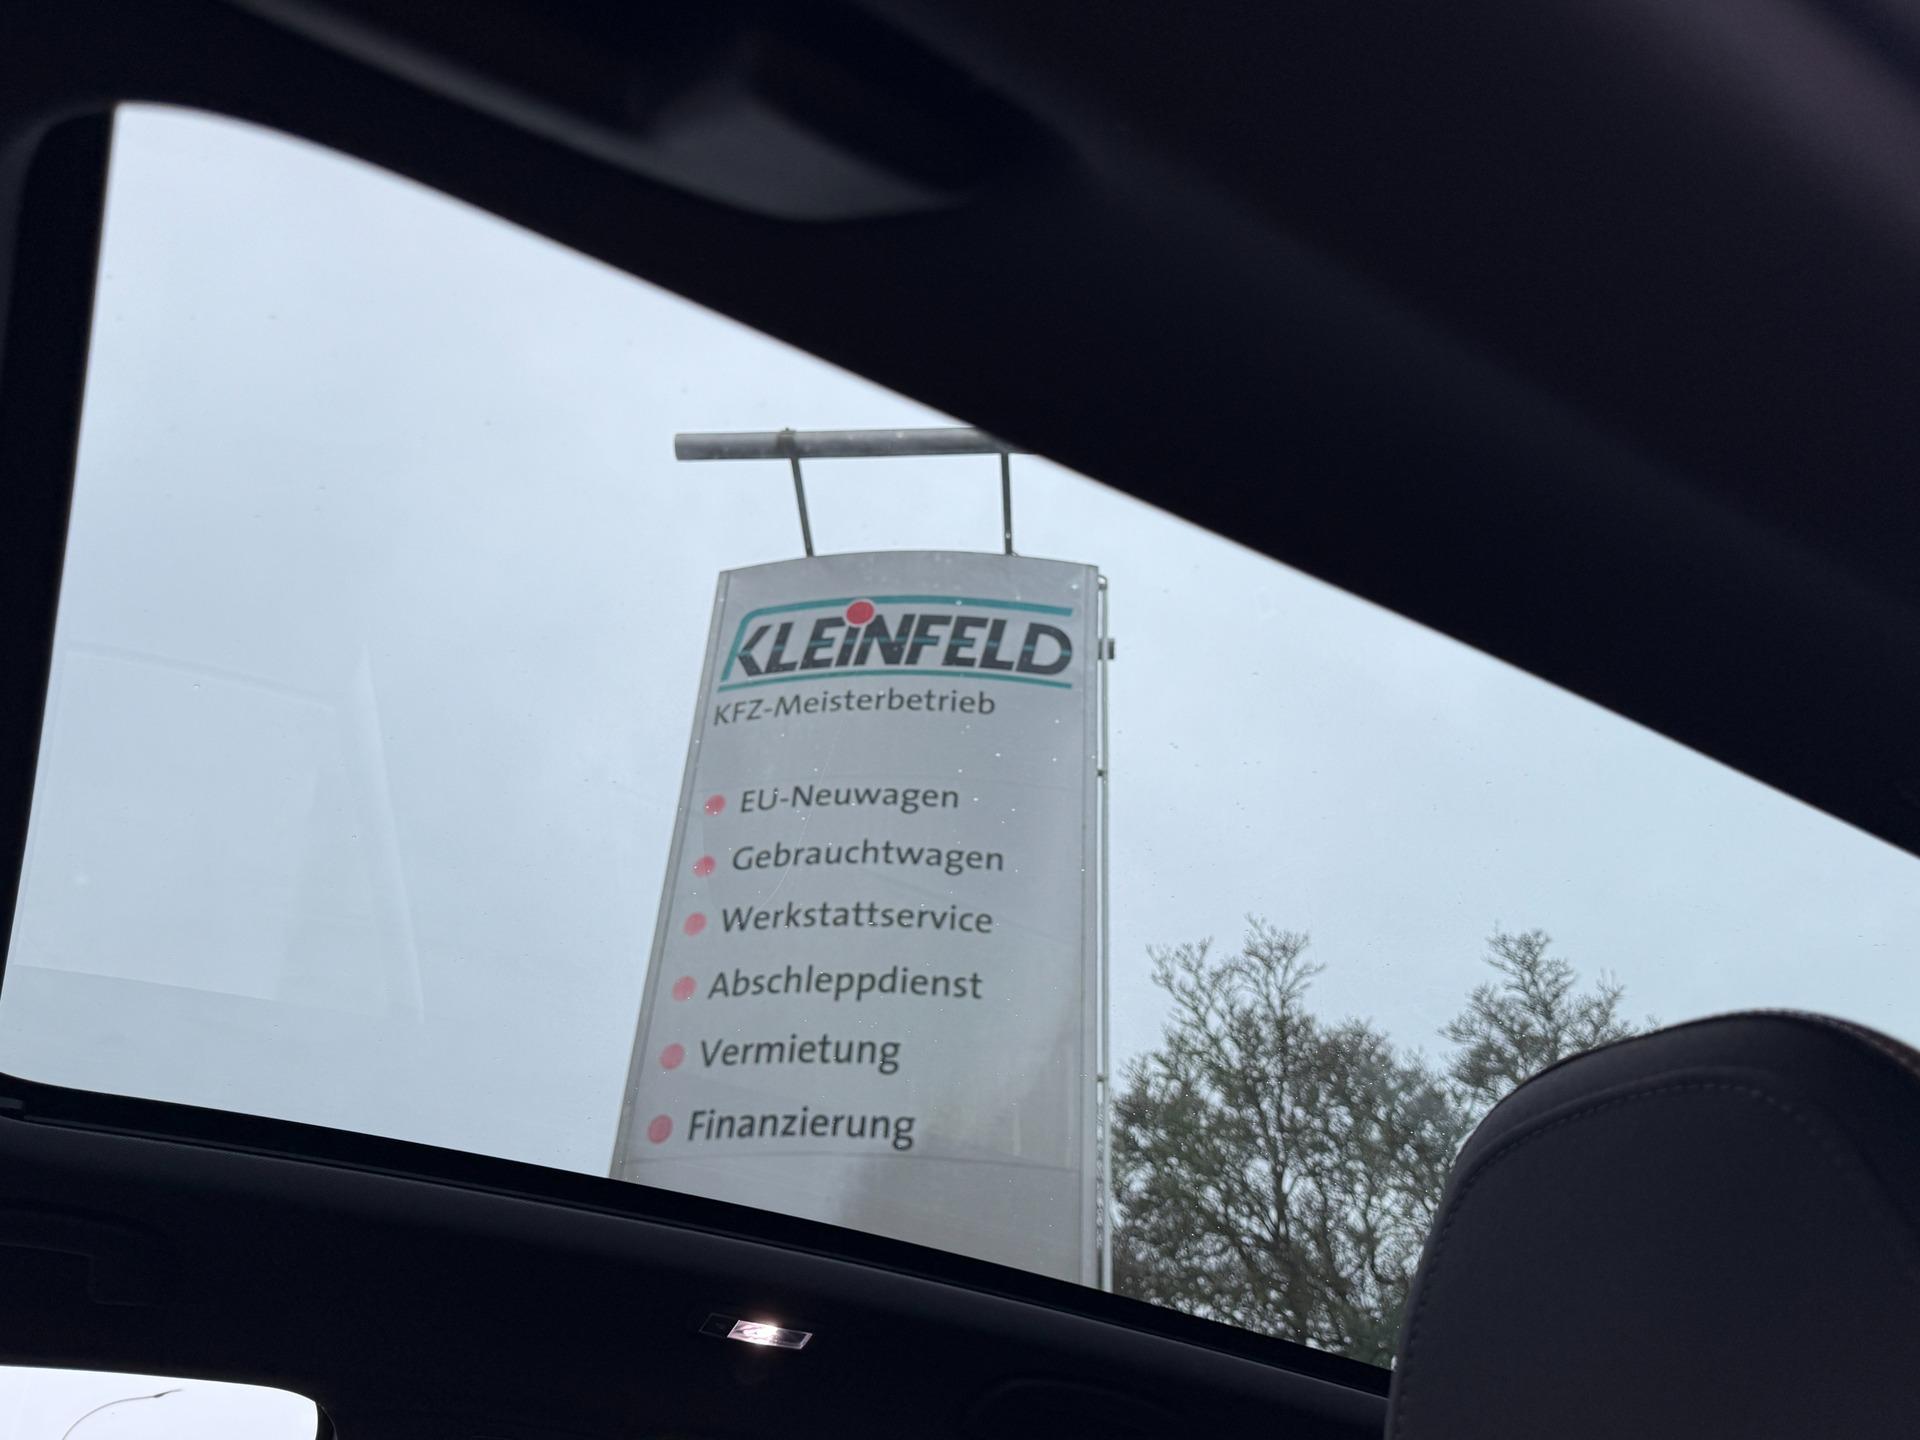 KLEiNFELD
KFZ-Meisterbetrieb
EU-Neuwagen
Gebrauchtwagen
Werkstattservice
Abschleppdienst
Vermietung
Finanzierung